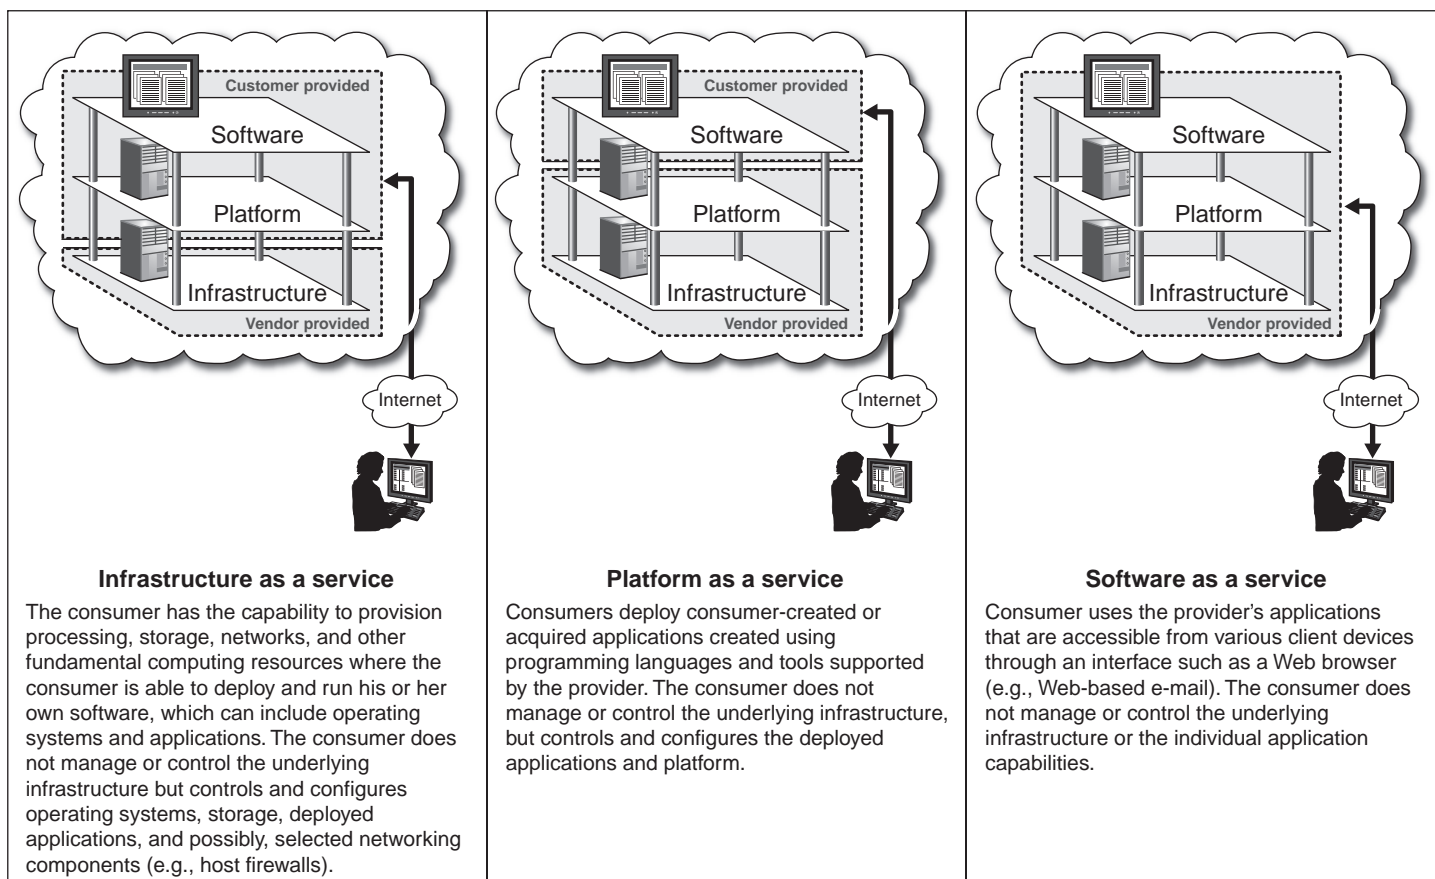 Customer provided
Software
Platform
Infrastructure
Vendor provided
Internet
Infrastructure as a service
The consumer has the capability to provision
processing, storage, networks, and other
fundamental computing resources where the
consumer is able to deploy and run his or her
own software, which can include operating
systems and applications. The consumer does
not manage or control the underlying
infrastructure but controls and configures
operating systems, storage, deployed
applications, and possibly, selected networking
components (e.g., host firewalls).
Customer provided
Software
Platform
Infrastructure
Vendor provided
Internet
Platform as a service
Consumers deploy consumer-created or
acquired applications created using
programming languages and tools supported
by the provider. The consumer does not
manage or control the underlying infrastructure,
but controls and configures the deployed
applications and platform.
Software
Platform
Infrastructure
Vendor provided
Internet
Software as a service
Consumer uses the provider's applications
that are accessible from various client devices
through an interface such as a Web browser
(e.g., Web-based e-mail). The consumer does
not manage or control the underlying
infrastructure or the individual application
capabilities.